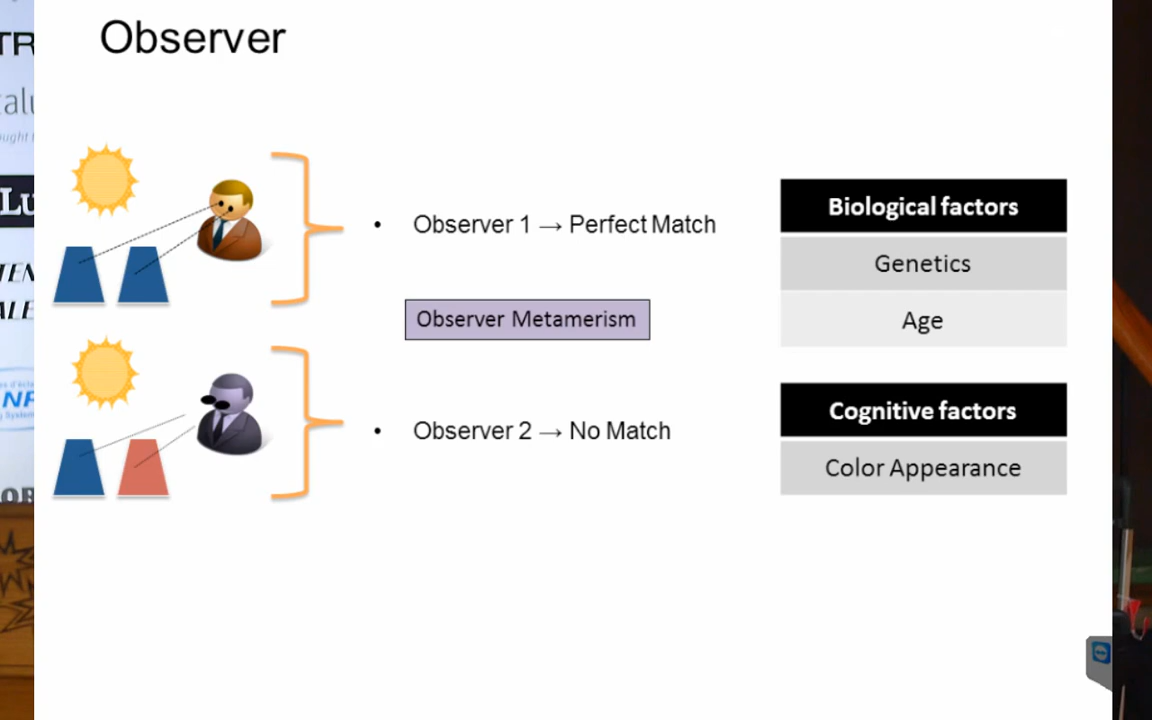 Observer
• Observer 1 → Perfect Match
Observer Metamerism
• Observer 2 → No Match
Biological factors
Genetics
Age
Cognitive factors
Color Appearance